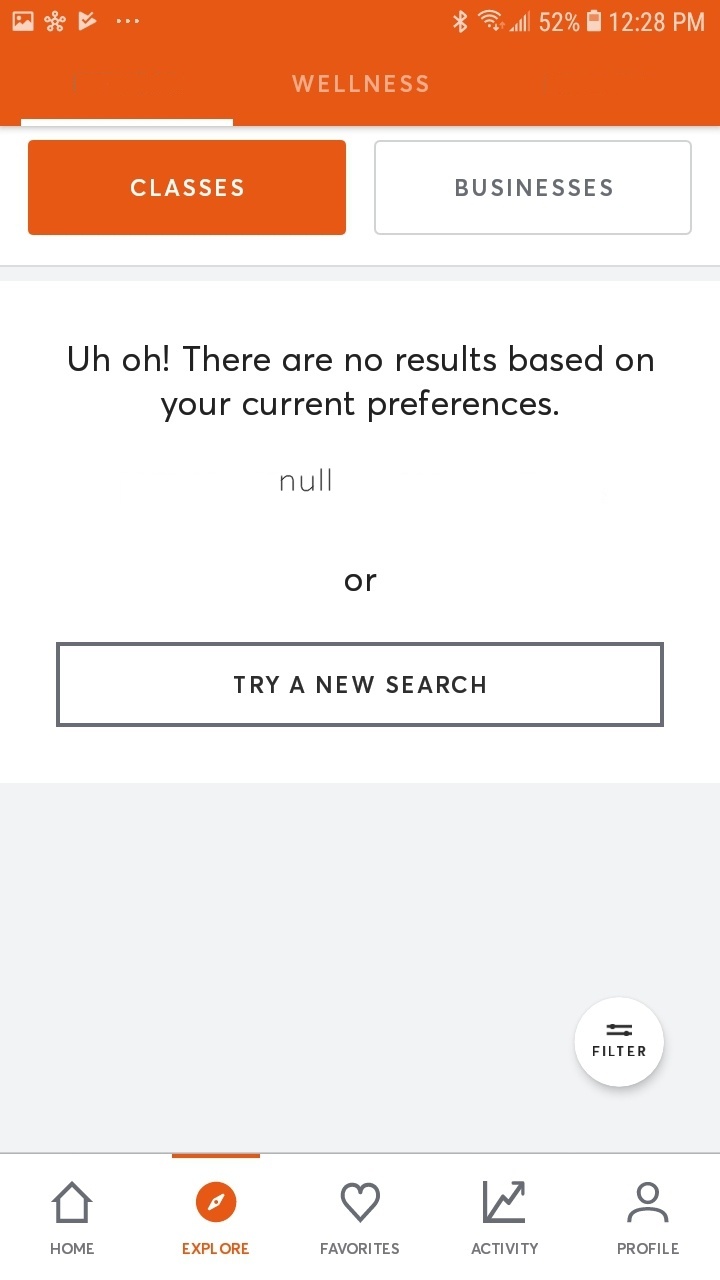 52% 12:28 PM
WELLNESS
CLASSES
BUSINESSES
Uh oh! There are no results based on
your current preferences.
null
or
TRY A NEW SEARCH
FILTER
HOME
EXPLORE
FAVORITES
ACTIVITY
PROFILE